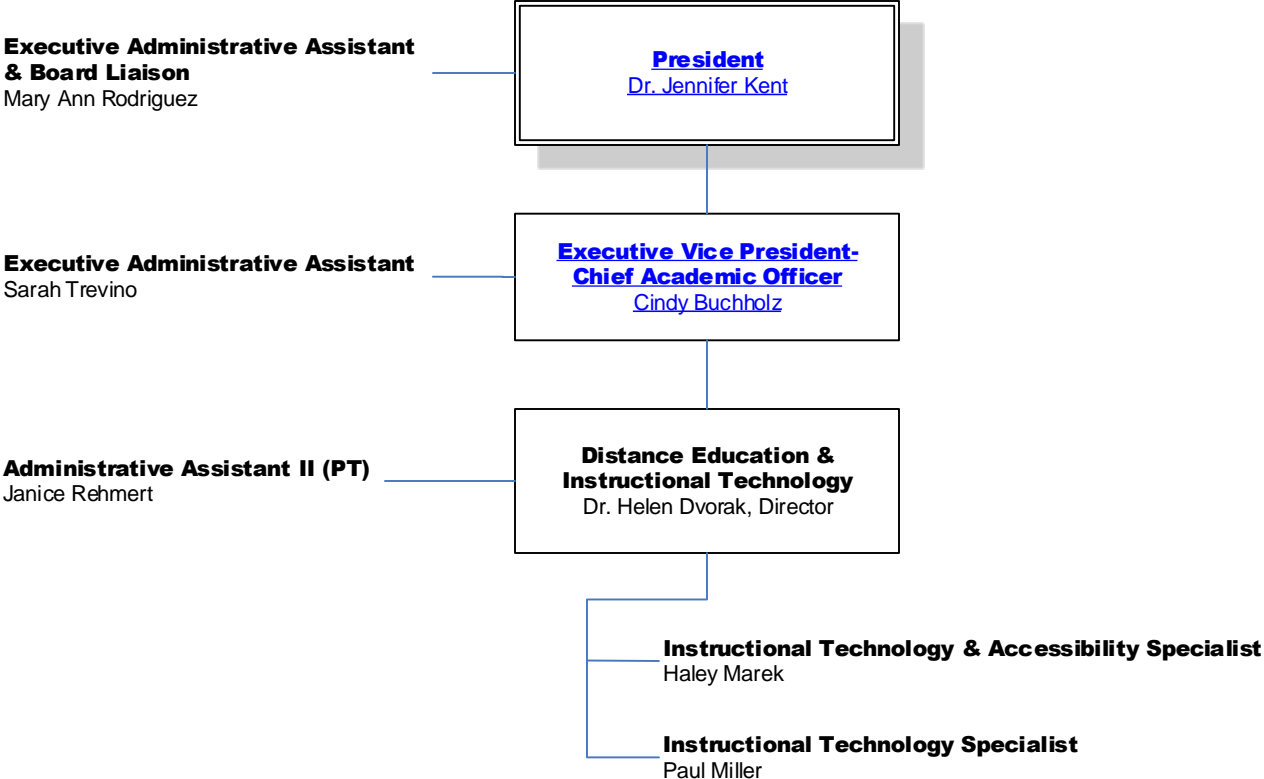 Executive Administrative Assistant
& Board Liaison
Mary Ann Rodriguez
President
Dr. Jennifer Kent
Executive Administrative Assistant
Sarah Trevino
Executive Vice President-
Chief Academic Officer
Cindy Buchholz
Administrative Assistant II (PT)
Janice Rehmert
Distance Education &
Instructional Technology
Dr. Helen Dvorak, Director
Instructional Technology & Accessibility Specialist
Haley Marek
Instructional Technology Specialist
Paul Miller